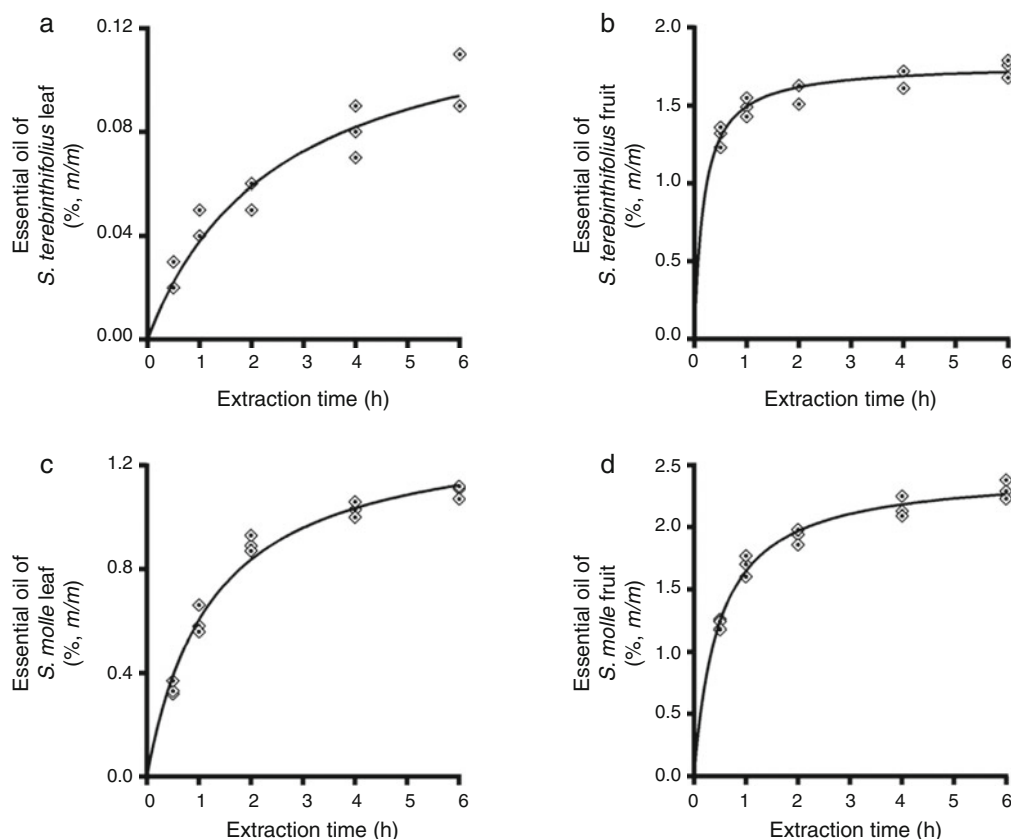 a
0.12
0.08
0.04
0.00
0 1 2 3 4 5 6
Extraction time (h)
Essential oil of
S. terebinthifolius leaf
(%, m/m)
b
2.0
1.5
1.0
0.5
0.0
0 1 2 3 4 5 6
Extraction time (h)
Essential oil of
S. terebinthifolius fruit
(%, m/m)
c
1.2
0.8
0.4
0.0
0 1 2 3 4 5 6
Extraction time (h)
Essential oil of
S. molle leaf
(%, m/m)
d
2.5
2.0
1.5
1.0
0.5
0.0
0 1 2 3 4 5 6
Extraction time (h)
Essential oil of
S. molle fruit
(%, m/m)